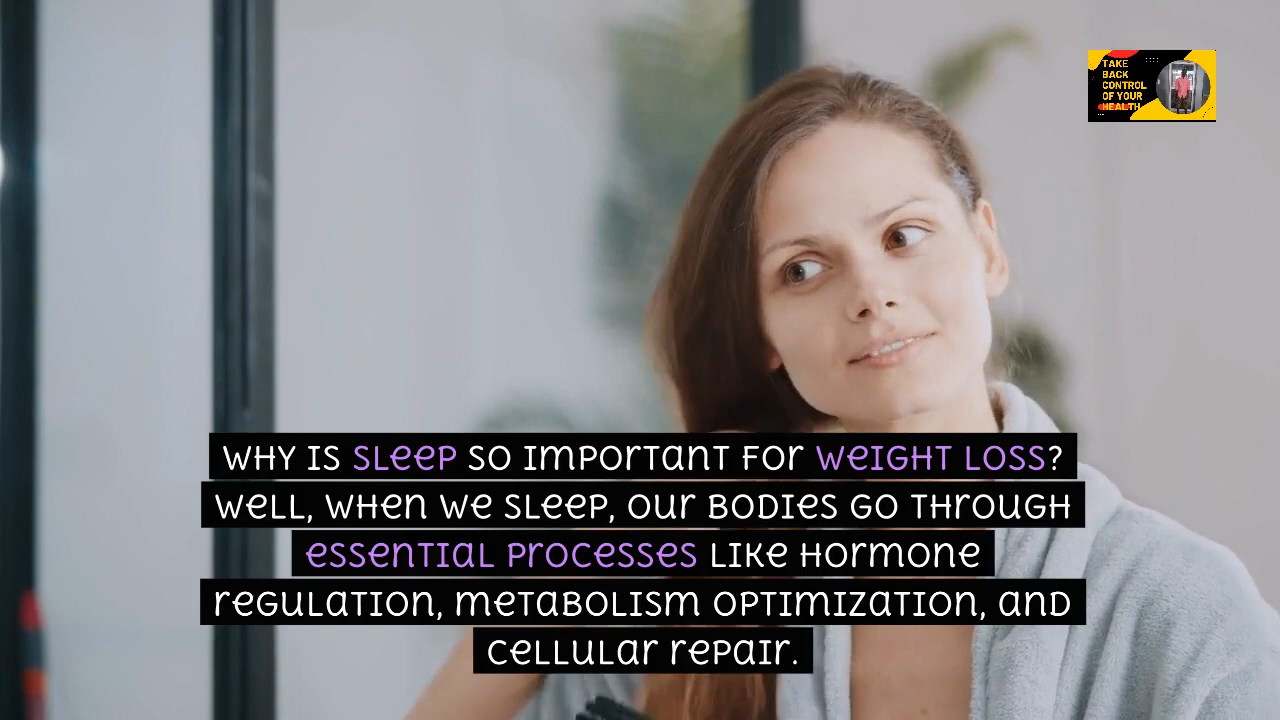 TAKE
BACK
CONTROL
OF YOUR
HEALTH
WHY IS SLEEP SO IMPORTANT FOR WEIGHT LOSS?
WELL, WHEN WE SLEEP, OUR BODIES GO THROUGH
ESSENTIAL PROCESSES LIKE HORMONE
REGULATION, METABOLISM OPTIMIZATION, AND
CELLULAR REPAIR.